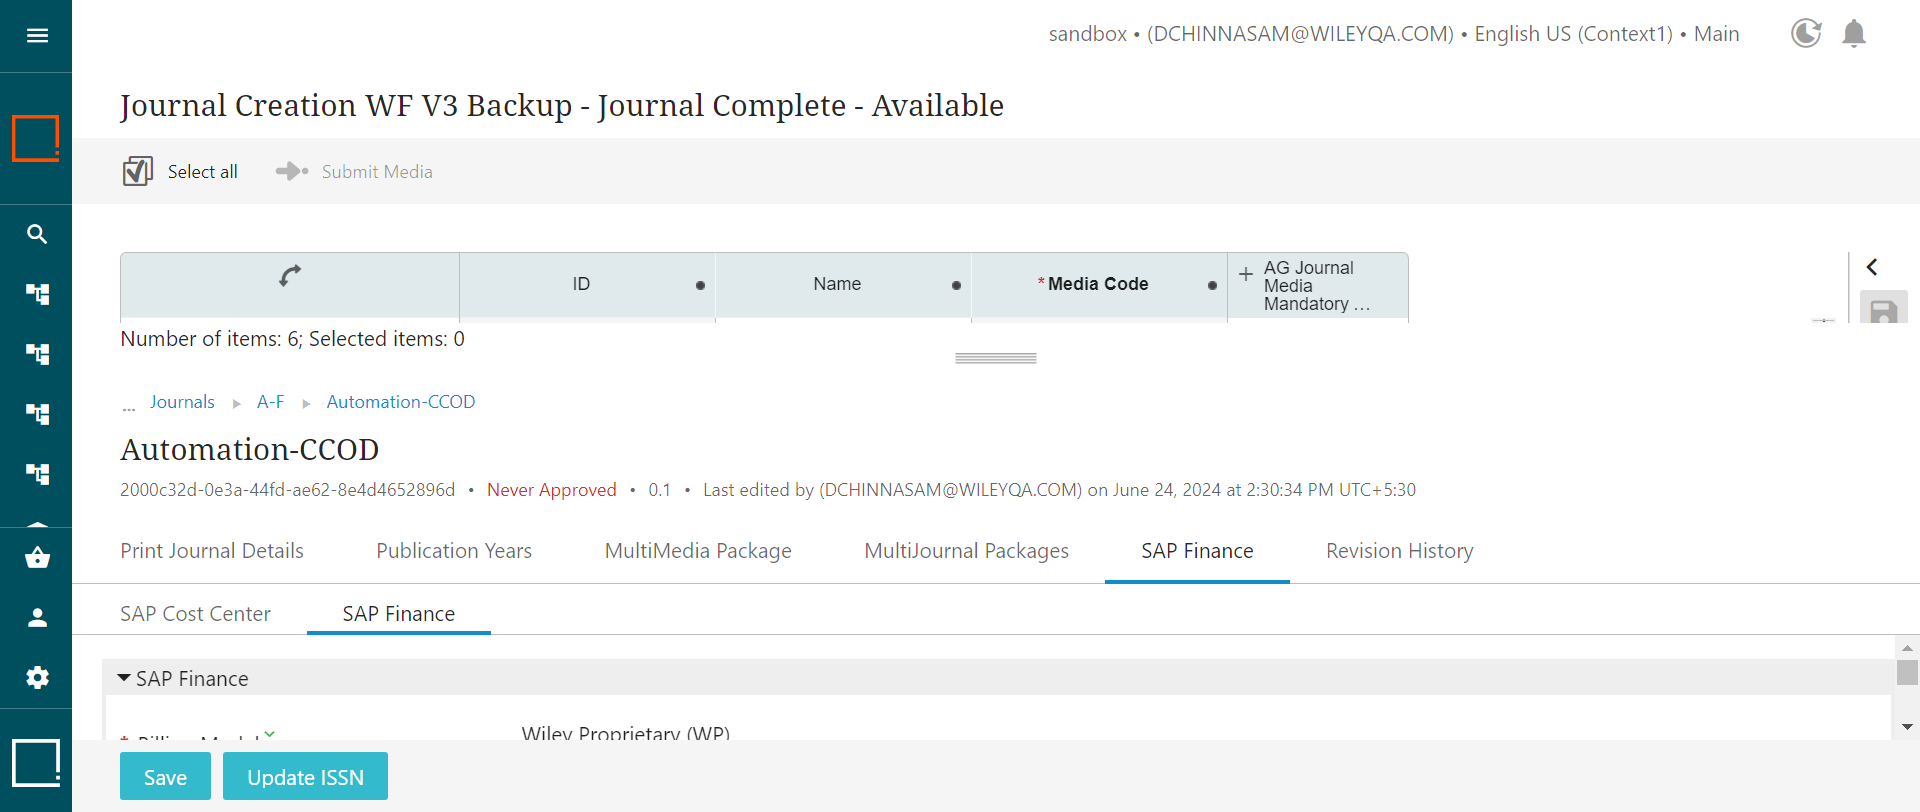 sandbox • (DCHINNASAM@WILEYQA.COM) • English US (Context1) • Main
Journal Creation WF V3 Backup - Journal Complete - Available
Select all
Submit Media
ID
Name
*Media Code
AG Journal
Media
Mandatory ...
Number of items: 6; Selected items: 0
... Journals A-F Automation-CCOD
Automation-CCOD
2000c32d-0e3a-44fd-ae62-8e4d4652896d • Never Approved • 0.1 • Last edited by (DCHINNASAM@WILEYQA.COM) on June 24, 2024 at 2:30:34 PM UTC+5:30
Print Journal Details Publication Years MultiMedia Package MultiJournal Packages SAP Finance Revision History
SAP Cost Center SAP Finance
SAP Finance
Wiley Proprietary (WP)
Save Update ISSN